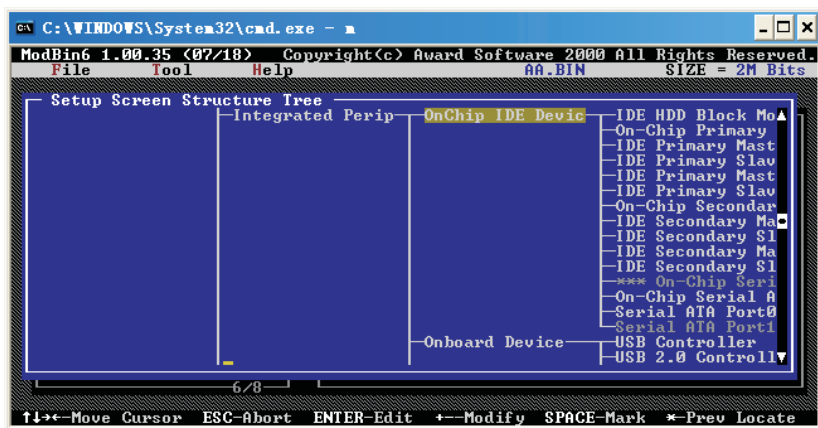 C:\WINDOWS\System32\cmd.exe - m
ModBin6 1.00.35 (07/18) Copyright(c) Award Software 2000 All Rights Reserved.
File Tool Help AA.BIN SIZE = 2M Bits
Setup Screen Structure Tree
Integrated Perip OnChip IDE Devic IDE HDD Block Mo
On-Chip Primary
IDE Primary Mast
IDE Primary Slav
IDE Primary Mast
IDE Primary Slav
On-Chip Secondar
IDE Secondary Ma
IDE Secondary Sl
IDE Secondary Ma
IDE Secondary Sl
*** On-Chip Seri
On-Chip Serial A
Serial ATA Port0
Serial ATA Port1
Onboard Device USB Controller
USB 2.0 Controll
6/8
↑↓→←-Move Cursor ESC-Abort ENTER-Edit +--Modify SPACE-Mark *-Prev Locate